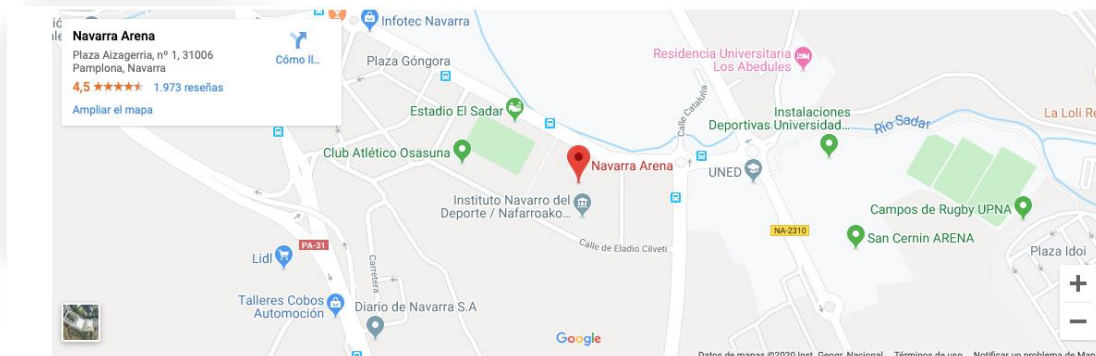 Navarra Arena
Plaza Aizagerria, nº 1, 31006
Pamplona, Navarra
4,5
1.973 reseñas
Ampliar el mapa
Cómo ll...
Infotec Navarra
Plaza Góngora
Residencia Universitaria
Los Abedules
Estadio El Sadar
Calle Cataluña
Instalaciones
Deportivas Universidad...
Río Sadar
La Loli Re
Club Atlético Osasuna
Navarra Arena
UNED
Instituto Navarro del
Deporte / Nafarroako...
Campos de Rugby UPNA
NA-2310
San Cernin ARENA
Calle de Eladio Cilveti
PA-31
Plaza Idoi
Lidl
Carretera
Talleres Cobos
Automoción
Diario de Navarra S.A
+
−
Google
Datos de mapas ©2020 Inst. Geogr. Nacional
Términos de uso
Notificar un problema de Map